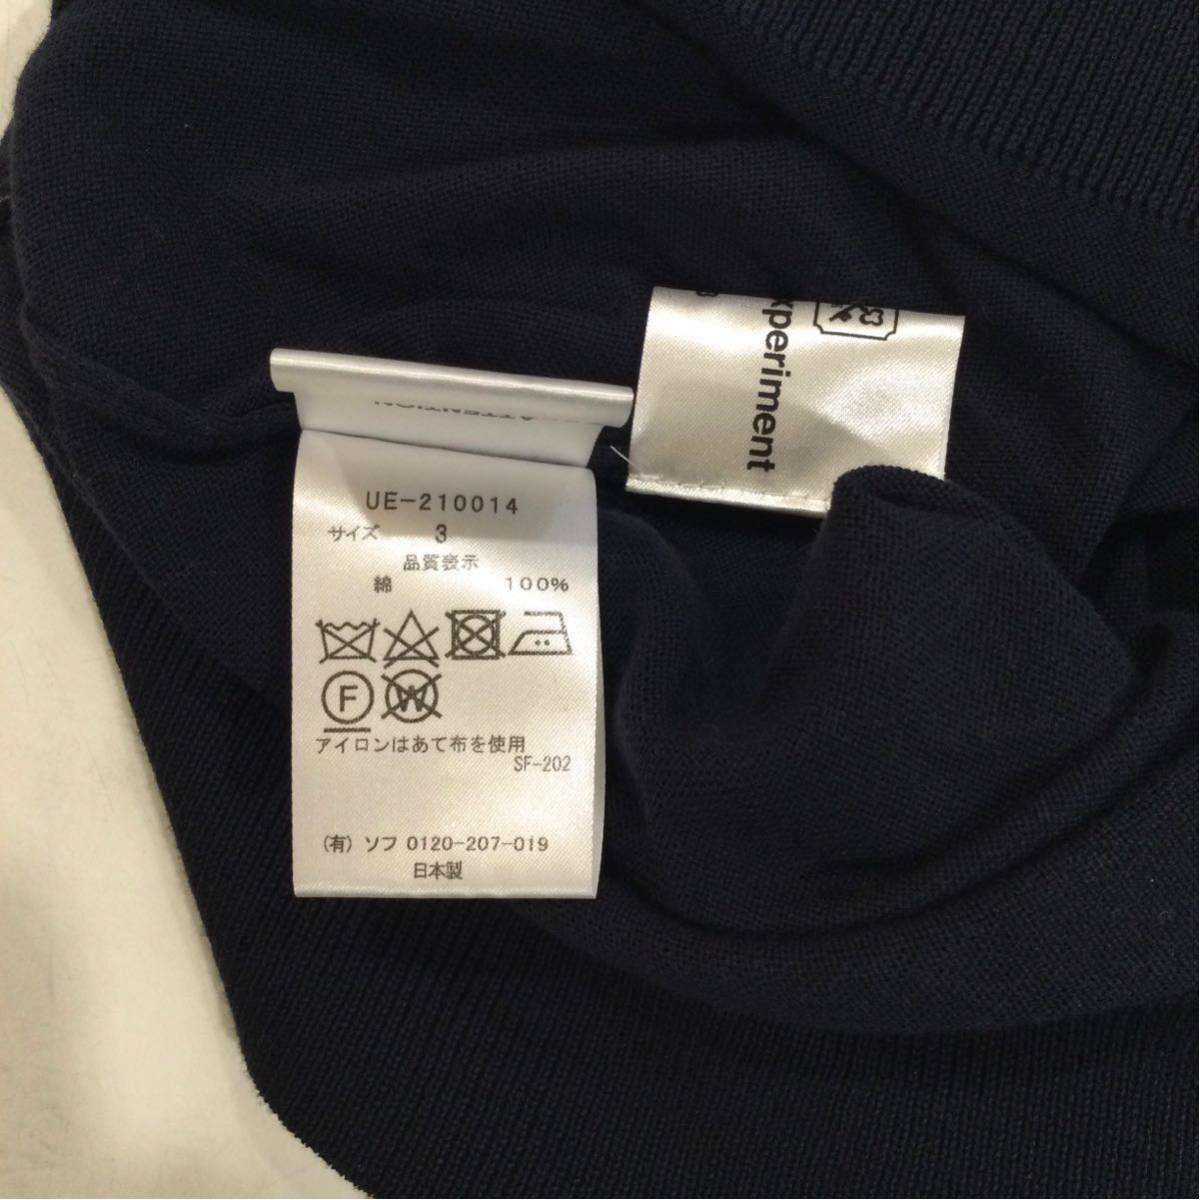 ATTENTION
UE-210014
サイズ 3
品質表示
綿 100%
F W
アイロンはあて布を使用
SF-202
(有) ソフ 0120-207-019
日本製
xperiment